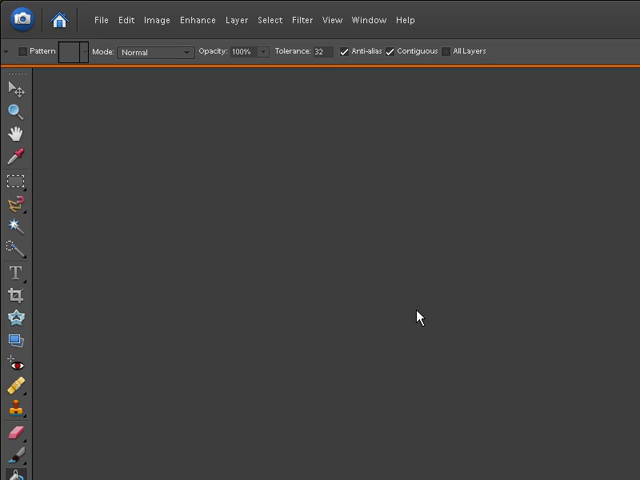 File Edit Image Enhance Layer Select Filter View Window Help
Pattern Mode: Normal Opacity: 100% Tolerance: 32 Anti-alias Contiguous All Layers
T